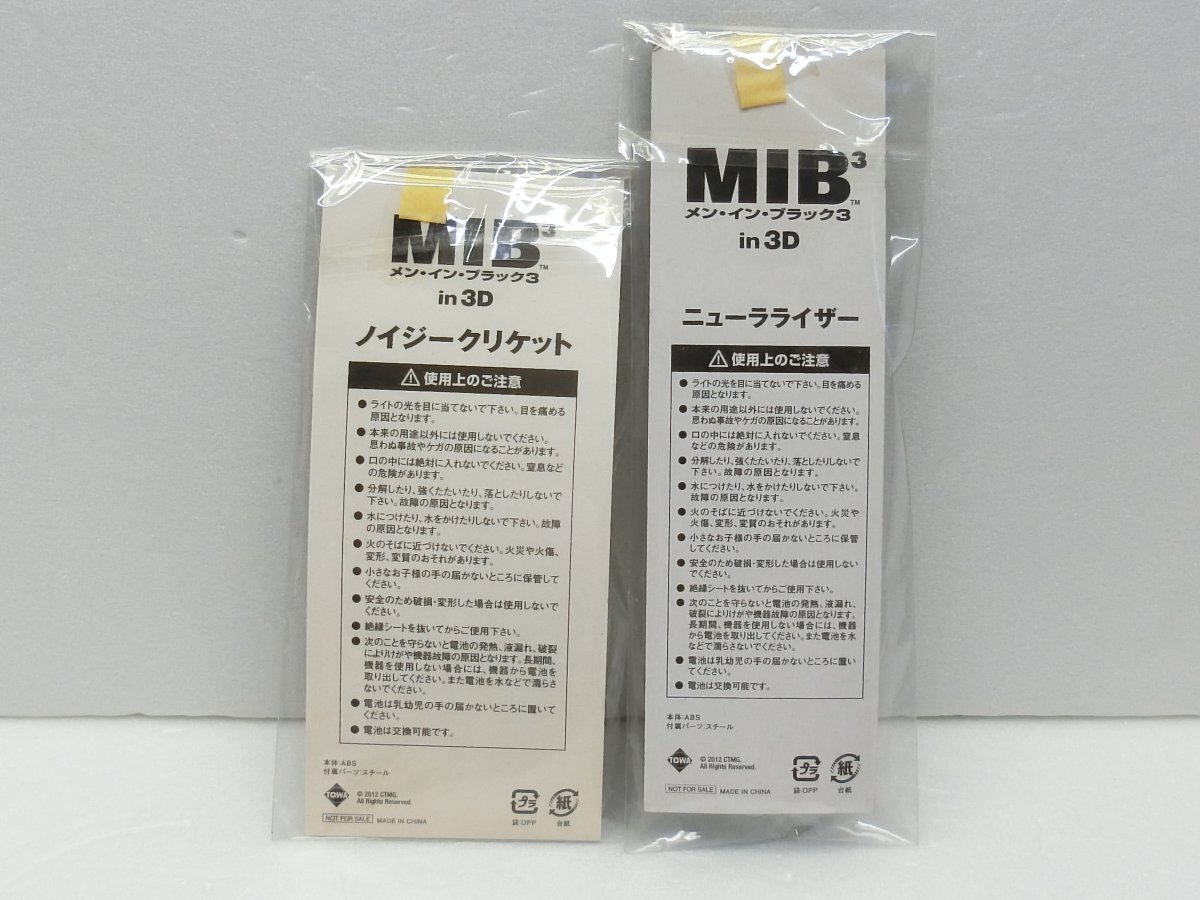 MIB³™
メン・イン・ブラック3
in 3D
ノイジークリケット
⚠使用上のご注意
●ライトの光を目に当てないで下さい。目を痛める
原因となります。
●本来の用途以外には使用しないでください。
思わぬ事故やケガの原因になることがあります。
●口の中には絶対に入れないでください。窒息など
の危険があります。
●分解したり、強くたたいたり、落としたりしないで
下さい。故障の原因となります。
●水につけたり、水をかけたりしないで下さい。故障
の原因となります。
●火のそばに近づけないでください。火災や火傷、
変形、変質のおそれがあります。
●小さなお子様の手の届かないところに保管して
ください。
●安全のため破損・変形した場合は使用しないで
ください。
●絶縁シートを抜いてからご使用下さい。
●次のことを守らないと電池の発熱、液漏れ、破裂
によりけがや機器故障の原因となります。長期間、
機器を使用しない場合には、機器から電池を
取り出してください。また電池を水などで濡らさ
ないでください。
●電池は乳幼児の手の届かないところに置いて
ください。
●電池は交換可能です。
本体:ABS
付属パーツ:スチール
TOWA
© 2012 CTMG.
All Rights Reserved.
NOT FOR SALE MADE IN CHINA
プラ
袋:OPP
紙
台紙
MIB³™
メン・イン・ブラック3
in 3D
ニューラライザー
⚠使用上のご注意
●ライトの光を目に当てないで下さい。目を痛める
原因となります。
●本来の用途以外には使用しないでください。
思わぬ事故やケガの原因になることがあります。
●口の中には絶対に入れないでください。窒息
などの危険があります。
●分解したり、強くたたいたり、落としたりしないで
下さい。故障の原因となります。
●水につけたり、水をかけたりしないで下さい。
故障の原因となります。
●火のそばに近づけないでください。火災や
火傷、変形、変質のおそれがあります。
●小さなお子様の手の届かないところに保管
してください。
●安全のため破損・変形した場合は使用しない
でください。
●絶縁シートを抜いてからご使用下さい。
●次のことを守らないと電池の発熱、液漏れ、
破裂によりけがや機器故障の原因となります。
長期間、機器を使用しない場合には、機器
から電池を取り出してください。また電池を水
などで濡らさないでください。
●電池は乳幼児の手の届かないところに置い
てください。
●電池は交換可能です。
本体:ABS
付属パーツ:スチール
TOWA
© 2012 CTMG.
All Rights Reserved.
NOT FOR SALE MADE IN CHINA
プラ
袋:OPP
紙
台紙